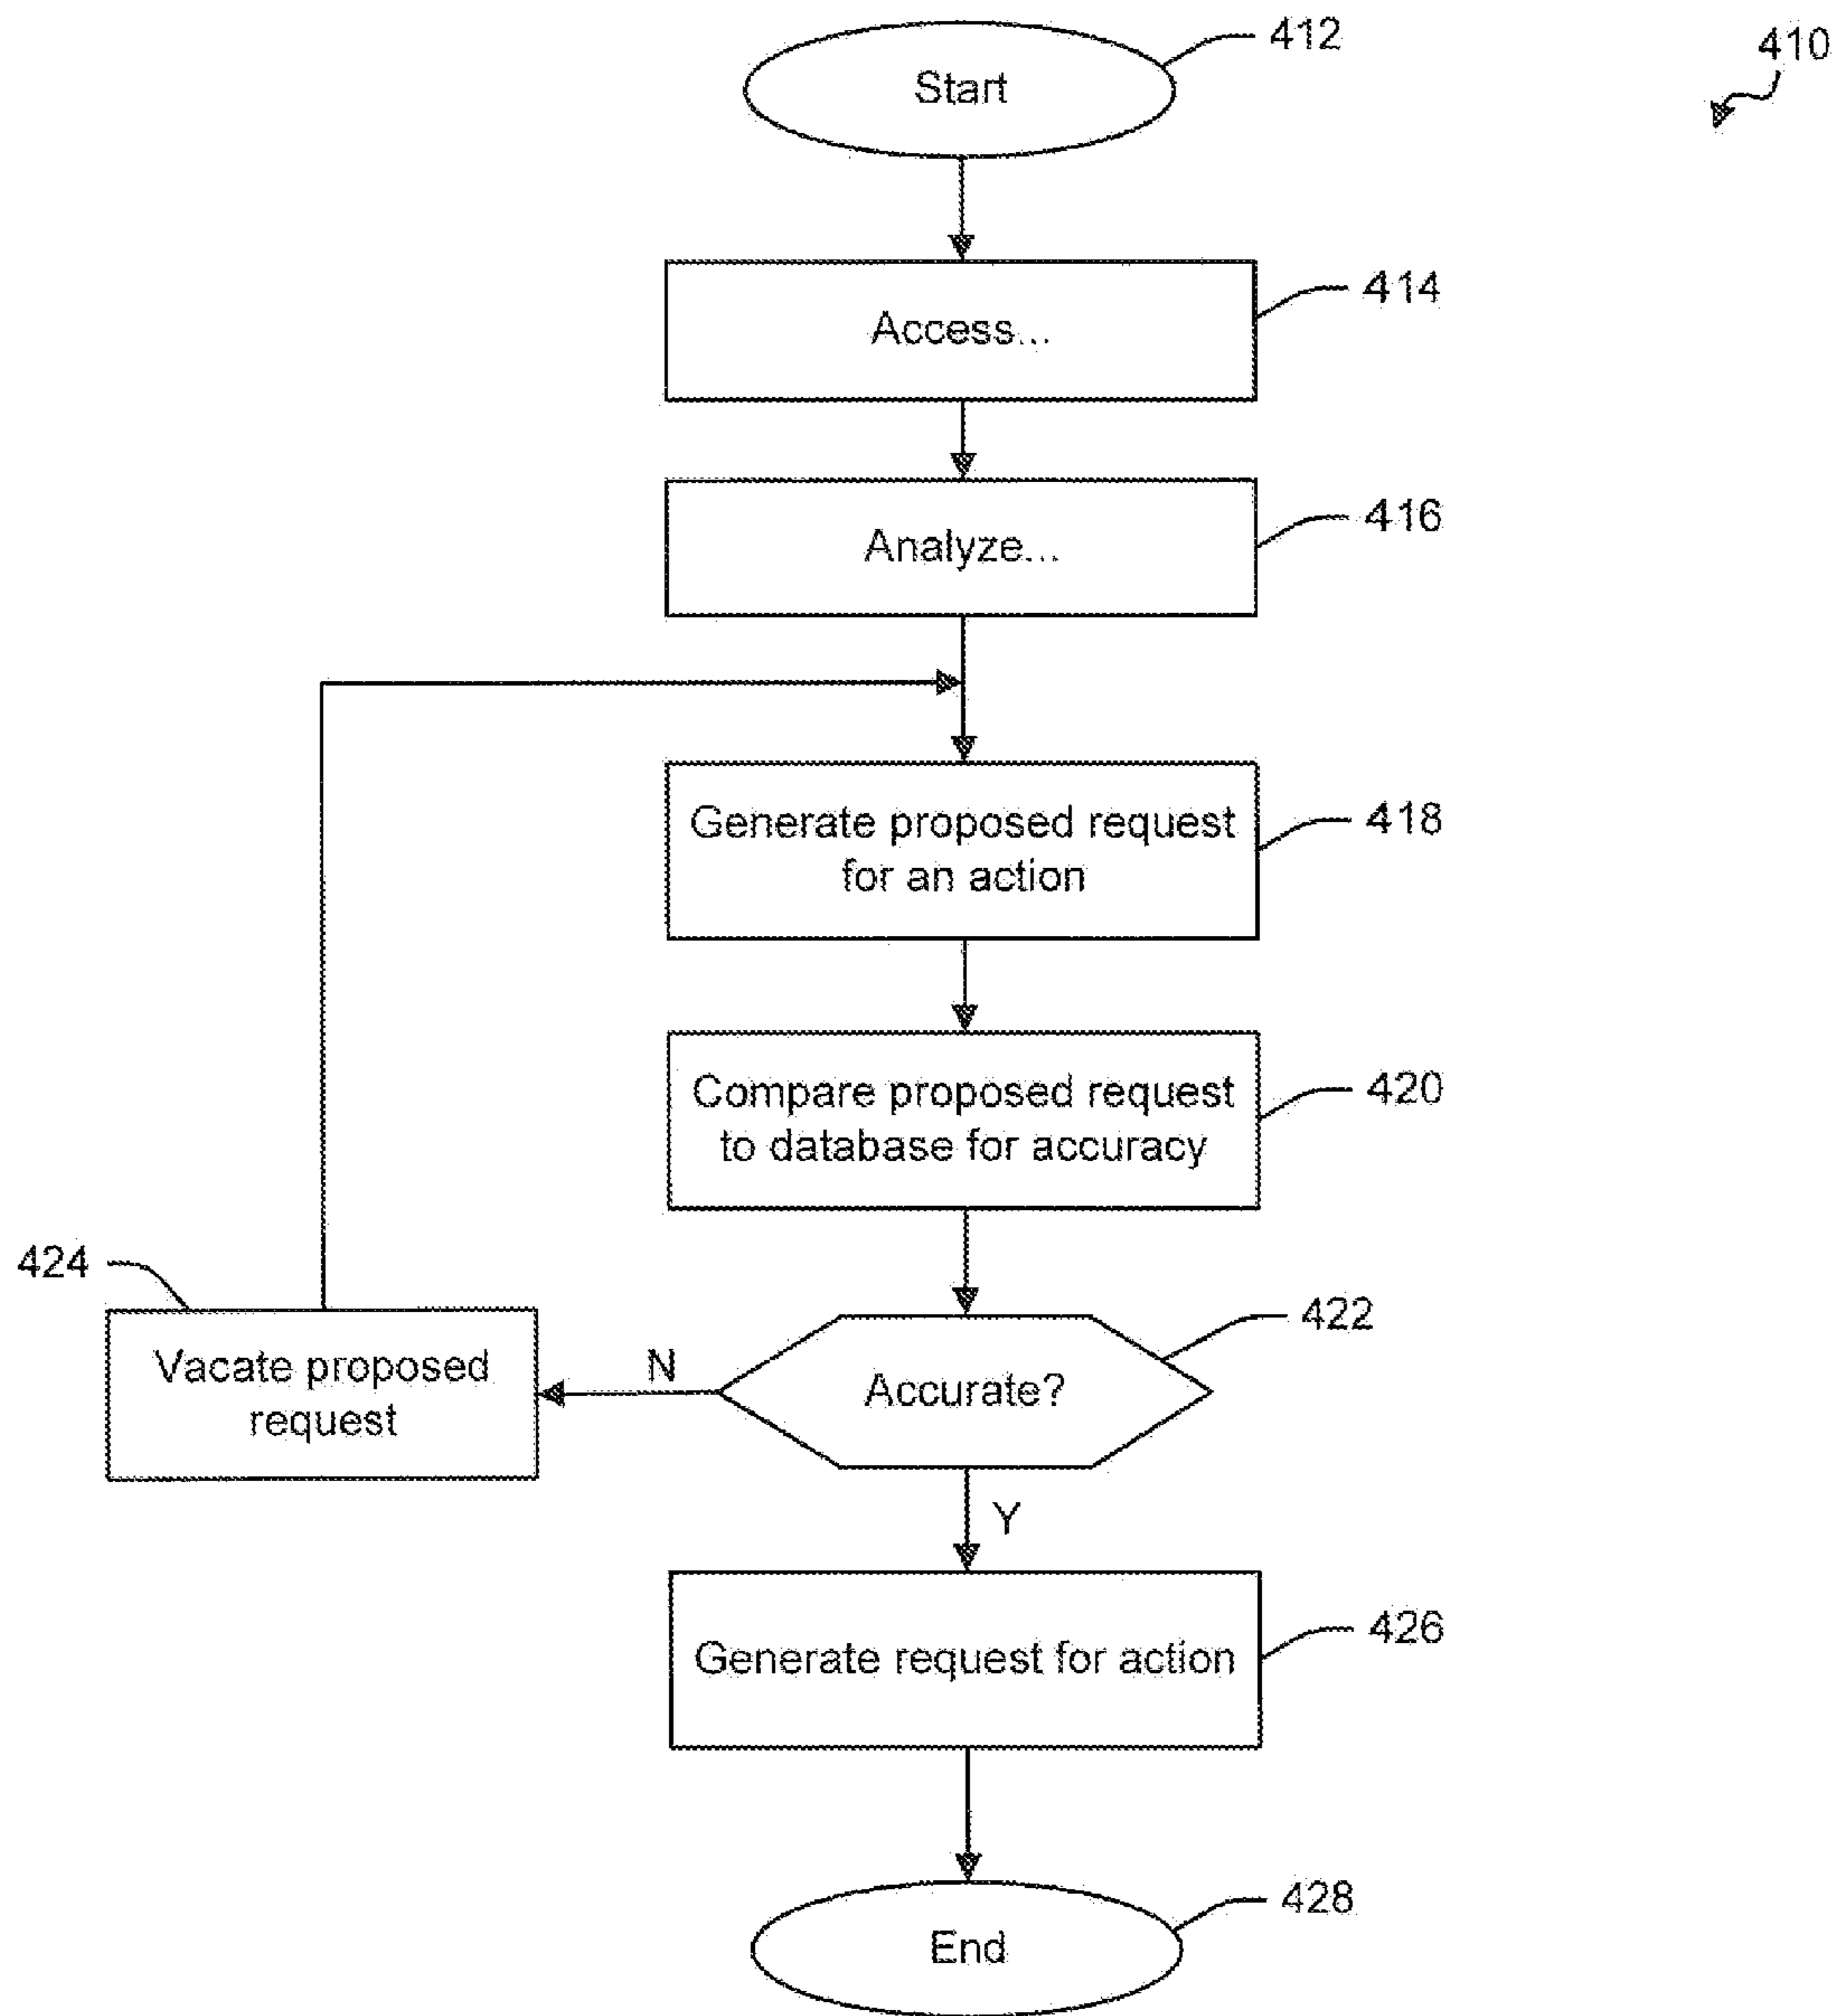 412
410
Start
414
Access...
416
Analyze...
418
Generate proposed request
for an action
420
Compare proposed request
to database for accuracy
424
422
Vacate proposed
request
N
Accurate?
Y
426
Generate request for action
428
End